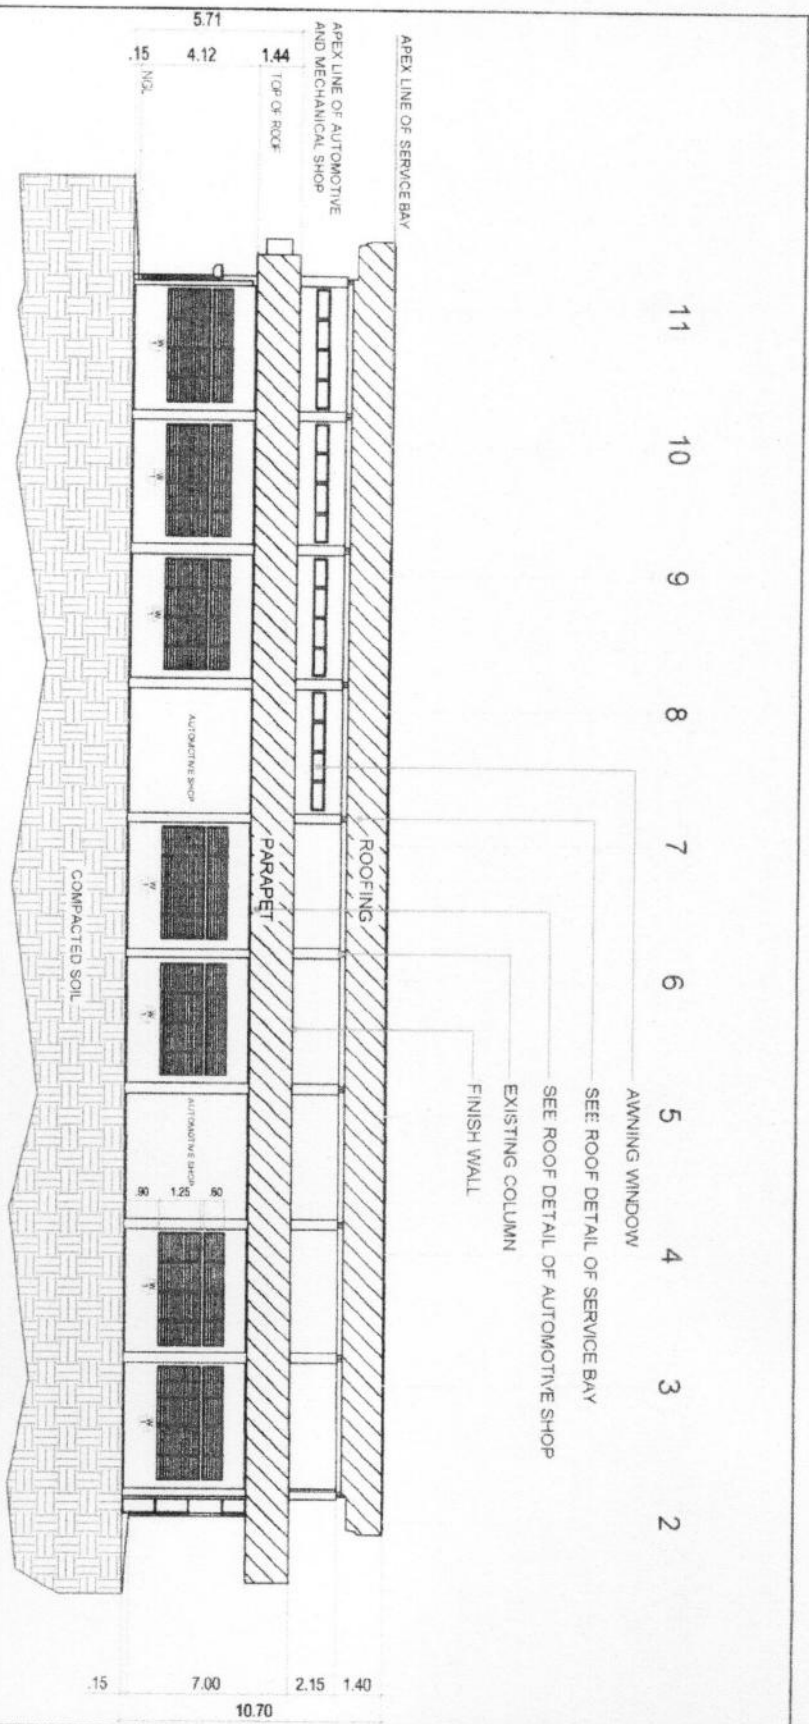 11 10 9 8 7 6 5 4 3 2
AWNING WINDOW
SEE ROOF DETAIL OF SERVICE BAY
SEE ROOF DETAIL OF AUTOMOTIVE SHOP
EXISTING COLUMN
FINISH WALL
APEX LINE OF SERVICE BAY
APEX LINE OF AUTOMOTIVE
AND MECHANICAL SHOP
TOP OF ROOF
NGL
5.71
.15 4.12 1.44
ROOFING
PARAPET
AUTOMOTIVE SHOP
AUTOMOTIVE SHOP
.90 1.25 .60
COMPACTED SOIL
.15 7.00 2.15 1.40
10.70